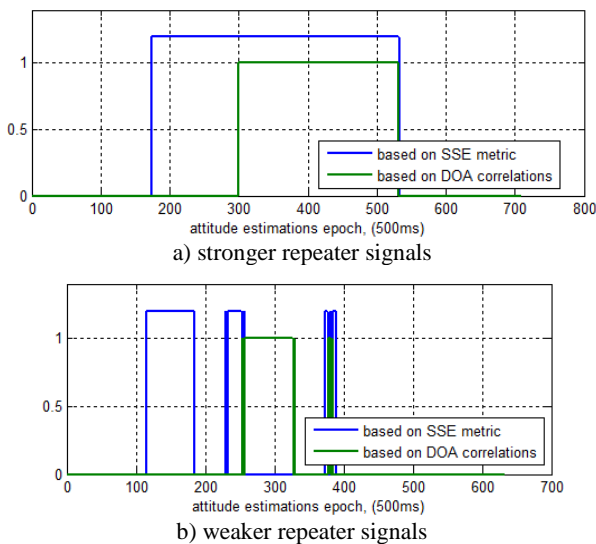 1
0.5
0
0 100 200 300 400 500 600 700 800
based on SSE metric
based on DOA correlations
attitude estimations epoch, (500ms)
a) stronger repeater signals
1
0.5
0
0 100 200 300 400 500 600 700
based on SSE metric
based on DOA correlations
attitude estimations epoch, (500ms)
b) weaker repeater signals